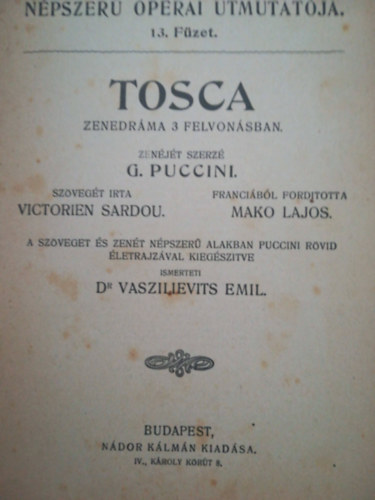 NÉPSZERŰ OPERAI ÚTMUTATÓJA.
13. Füzet.
TOSCA
ZENEDRÁMA 3 FELVONÁSBAN.
ZENÉJÉT SZERZÉ
G. PUCCINI.
SZÖVEGÉT IRTA
VICTORIEN SARDOU.
FRANCIÁBÓL FORDITOTTA
MAKO LAJOS.
A SZÖVEGET ÉS ZENÉT NÉPSZERŰ ALAKBAN PUCCINI RÖVID
ÉLETRAJZÁVAL KIEGÉSZITVE
ISMERTETI
DR VASZILIEVITS EMIL.
BUDAPEST,
NÁDOR KÁLMÁN KIADÁSA.
IV., KÁROLY KÖRÚT 8.